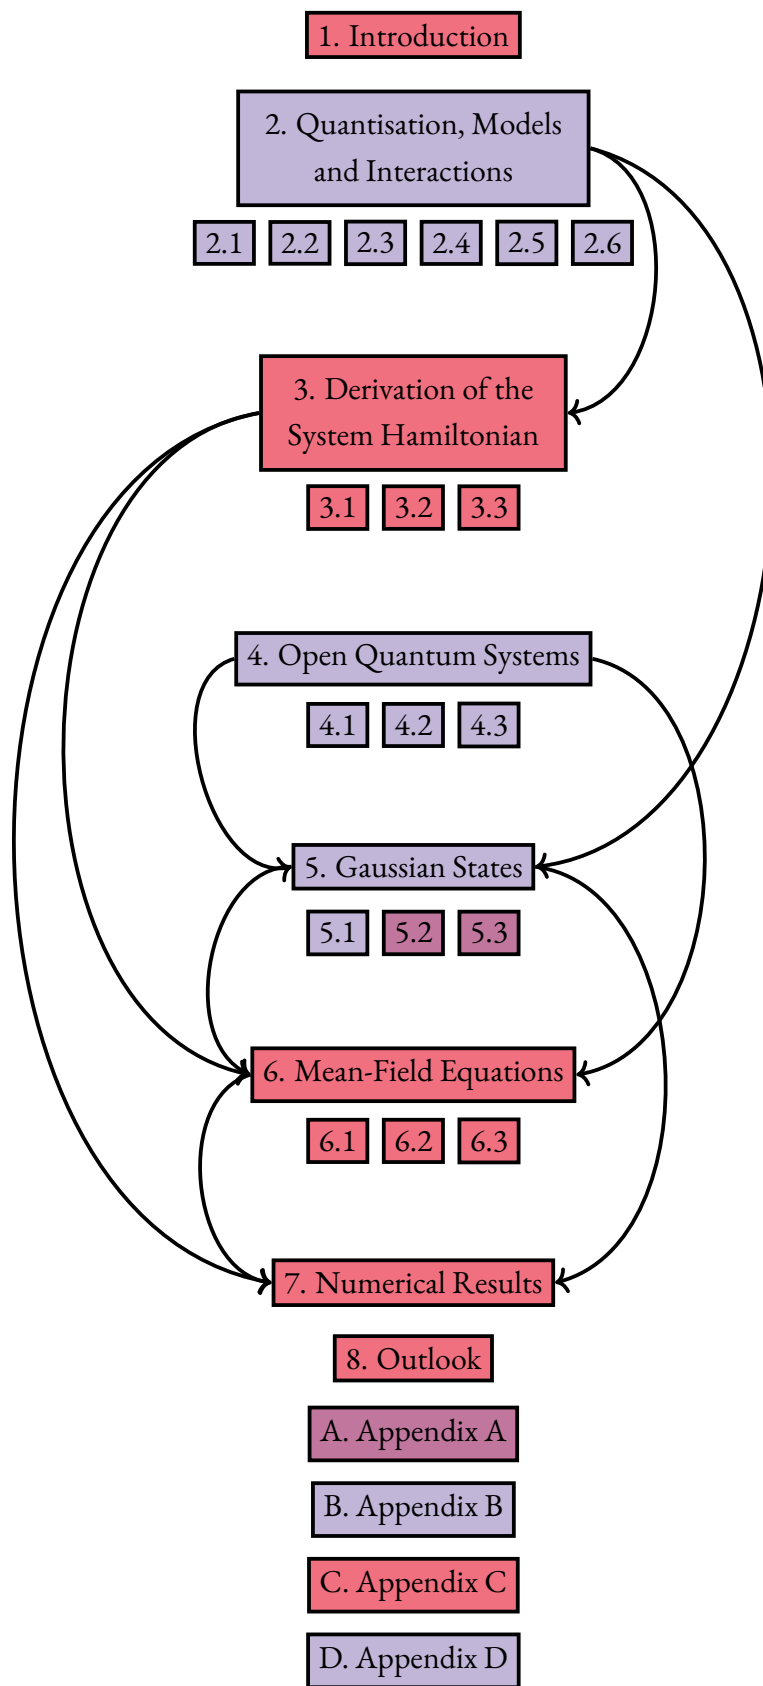 1. Introduction
2. Quantisation, Models
and Interactions
2.1 2.2 2.3 2.4 2.5 2.6
3. Derivation of the
System Hamiltonian
3.1 3.2 3.3
4. Open Quantum Systems
4.1 4.2 4.3
5. Gaussian States
5.1 5.2 5.3
6. Mean-Field Equations
6.1 6.2 6.3
7. Numerical Results
8. Outlook
A. Appendix A
B. Appendix B
C. Appendix C
D. Appendix D